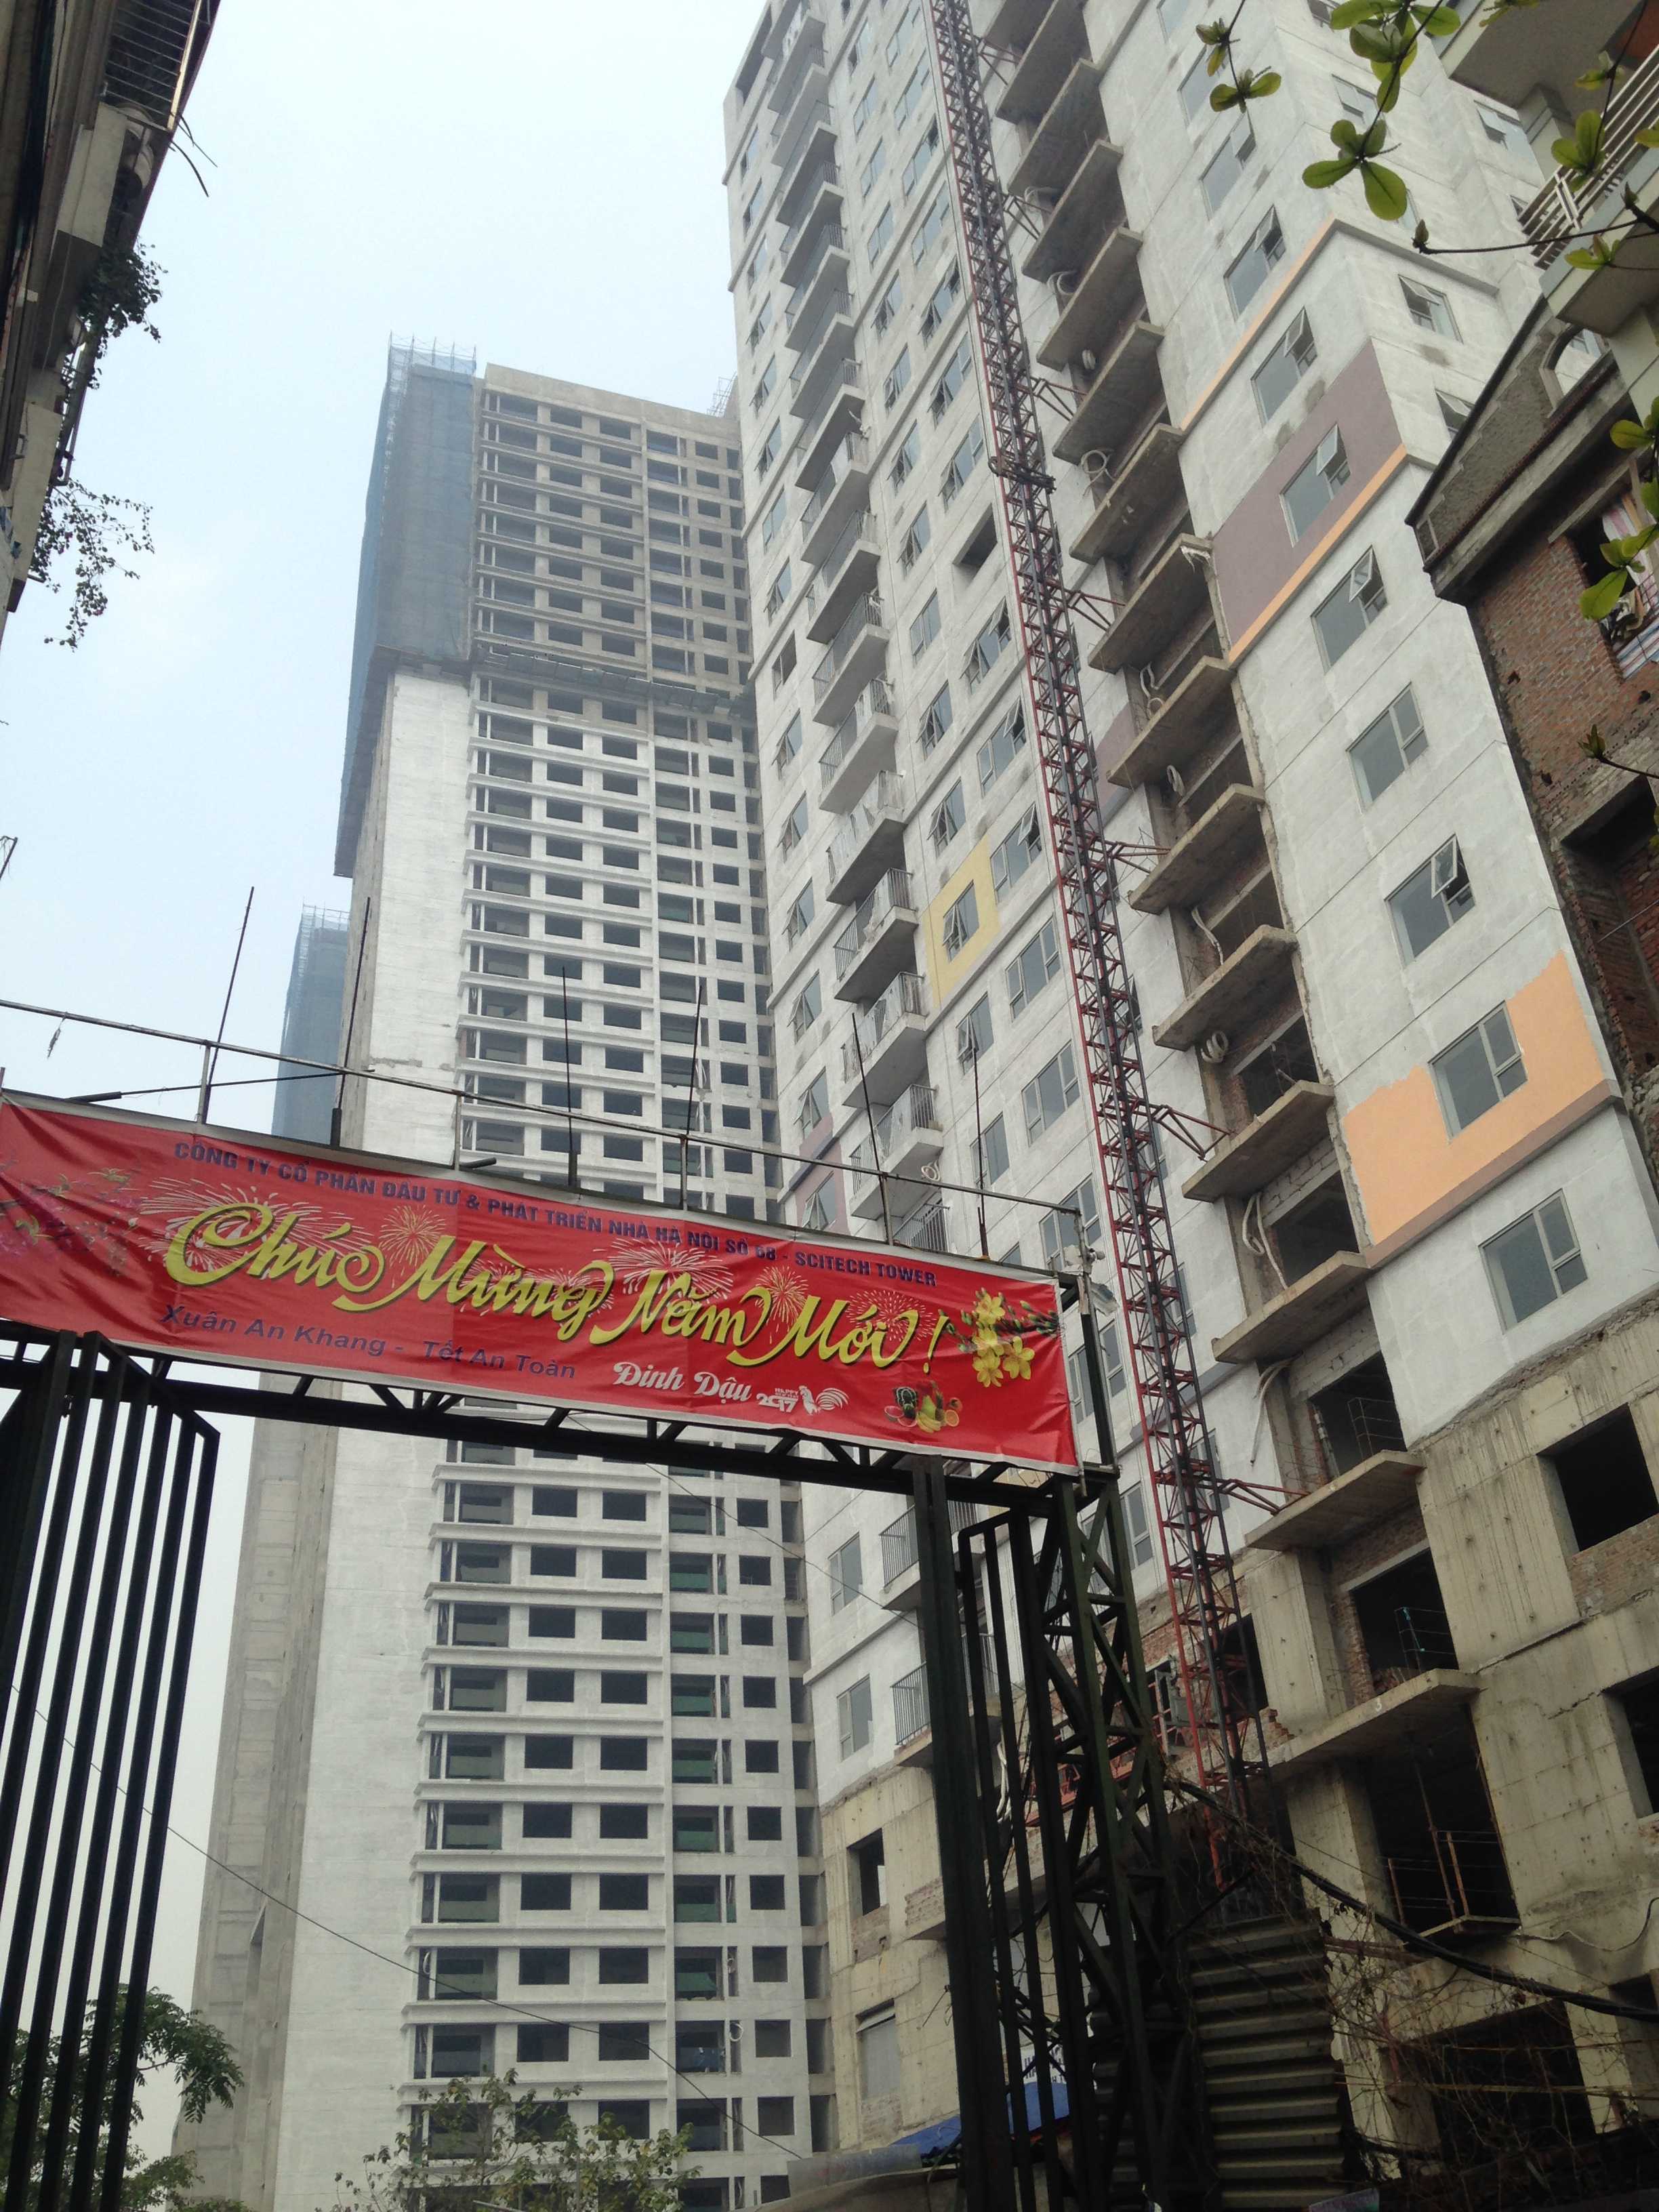 CÔNG TY CỔ PHẦN ĐẦU TƯ & PHÁT TRIỂN NHÀ HÀ NỘI SỐ 68 - SCITECH TOWER
Chúc Mừng Năm Mới !
Xuân An Khang - Tết An Toàn
Đinh Dậu
HAPPY
2017